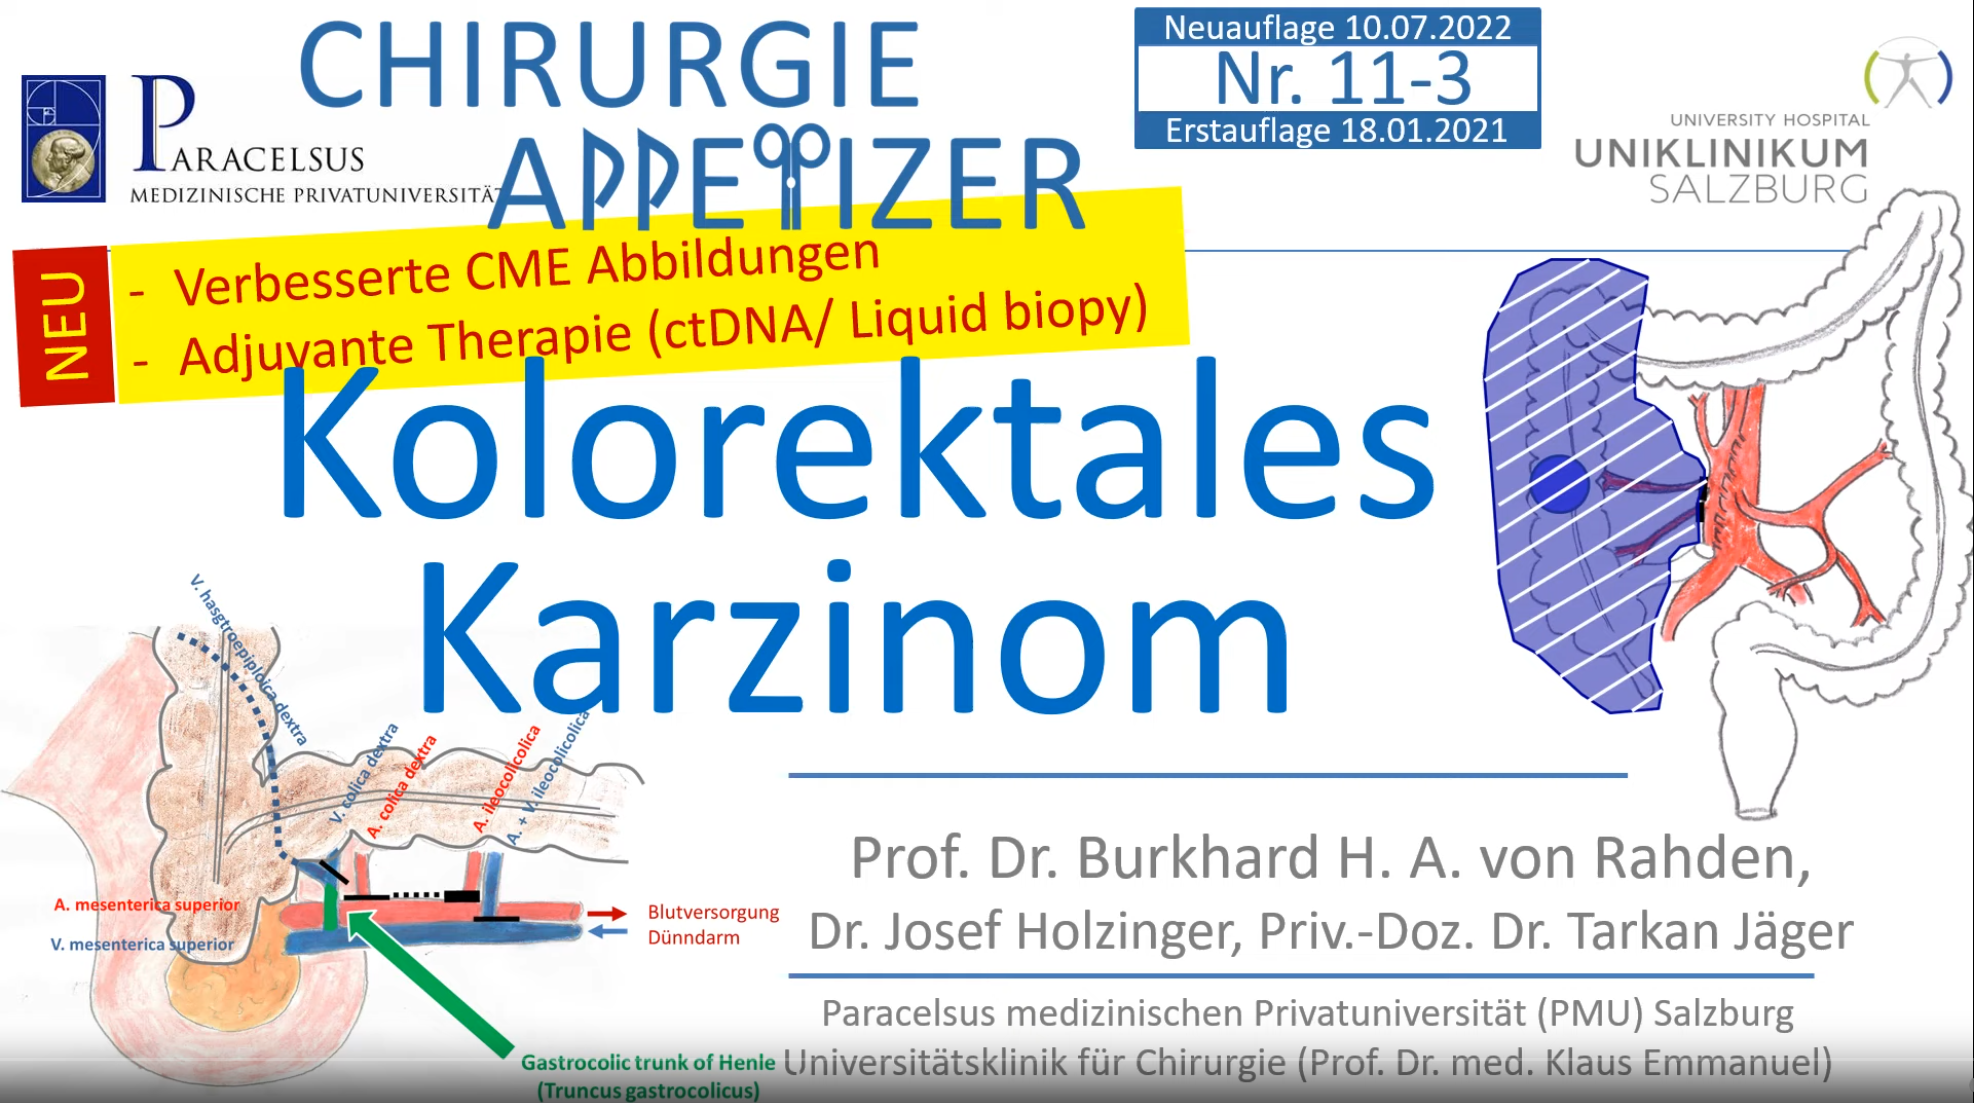 CHIRURGIE
APPETIZER
Neuauflage 10.07.2022
Nr. 11-3
Erstauflage 18.01.2021
PARACELSUS
MEDIZINISCHE PRIVATUNIVERSITÄT
UNIVERSITY HOSPITAL
UNIKLINIKUM
SALZBURG
NEU
- Verbesserte CME Abbildungen
- Adjuvante Therapie (ctDNA/ Liquid biopy)
Kolorektales
Karzinom
V. hasgtroepiploica dextra
V. colica dextra
A. colica dextra
A. ileocolicolica
A. + V. ileocolicolica
A. mesenterica superior
V. mesenterica superior
Blutversorgung
Dünndarm
Gastrocolic trunk of Henle
(Truncus gastrocolicus)
Prof. Dr. Burkhard H. A. von Rahden,
Dr. Josef Holzinger, Priv.-Doz. Dr. Tarkan Jäger
Paracelsus medizinischen Privatuniversität (PMU) Salzburg
Universitätsklinik für Chirurgie (Prof. Dr. med. Klaus Emmanuel)